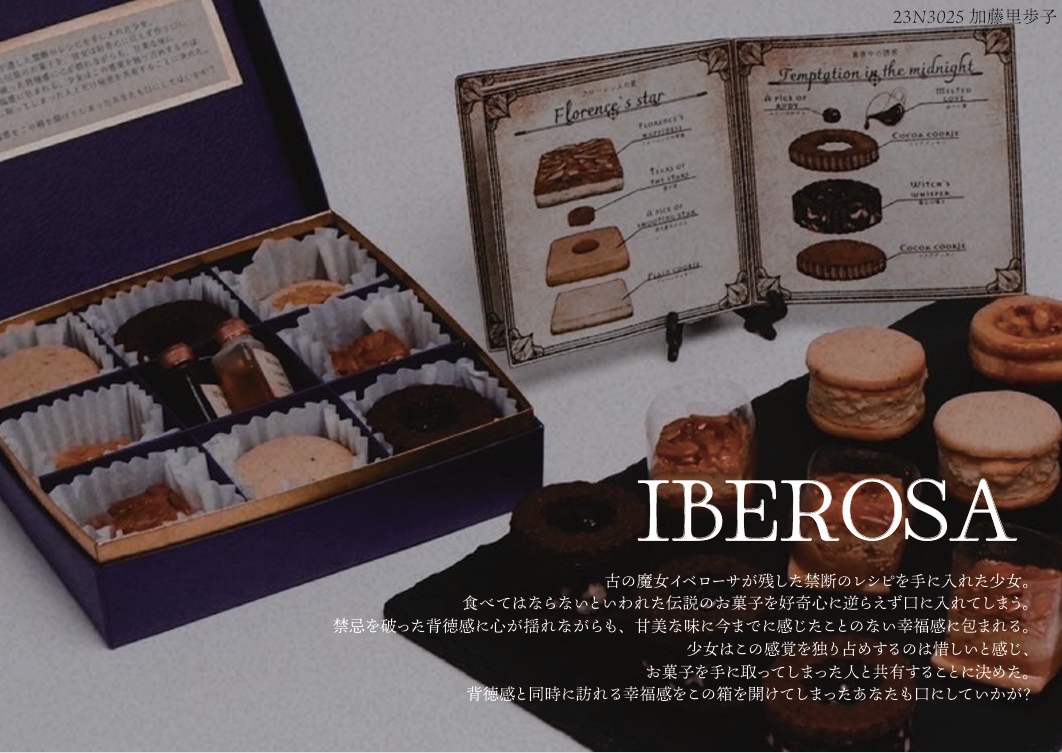 23N3025 加藤里歩子
真夜中の誘惑
Temptation in the midnight
A piece of
ruby
Melted
love
Cocoa cookie
Witch's
whisper
Cocoa cookie
Florence's star
Florence's
happiness
Tears of
the stars
A piece of
shooting star
Plain cookie
IBEROSA
古の魔女イベローサが残した禁断のレシピを手に入れた少女。
食べてはならないといわれた伝説のお菓子を好奇心に逆らえず口に入れてしまう。
禁忌を破った背徳感に心が揺れながらも、甘美な味に今までに感じたことのない幸福感に包まれる。
少女はこの感覚を独り占めするのは惜しいと感じ、
お菓子を手に取ってしまった人と共有することに決めた。
背徳感と同時に訪れる幸福感をこの箱を開けてしまったあなたも口にしていかが？